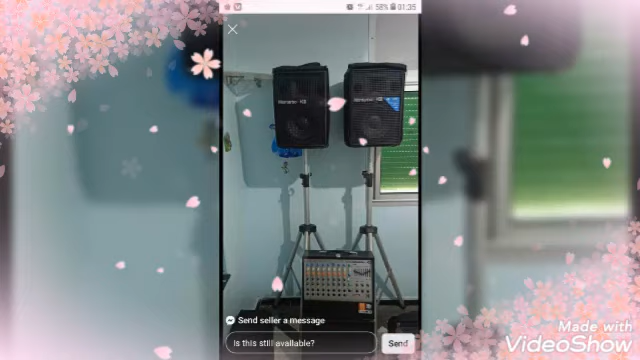 58% 01:35
Send seller a message
Is this still available?
Send
Made with
VideoShow